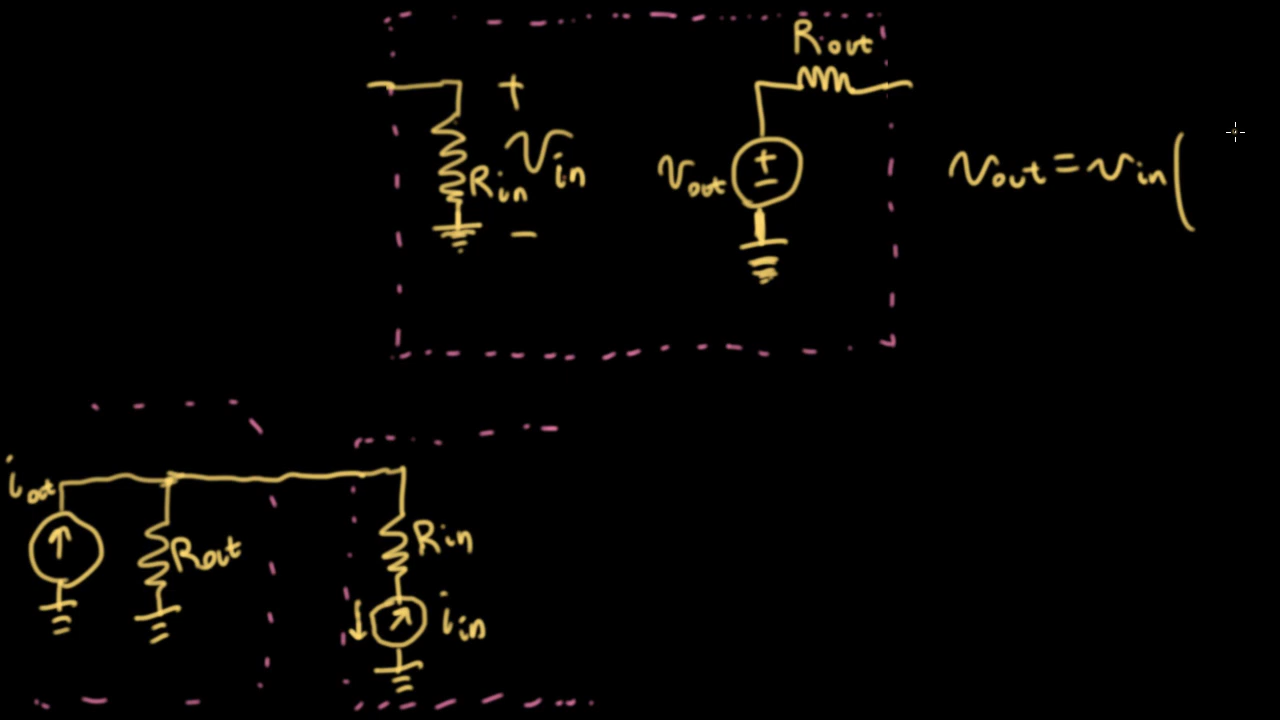 Rout
+
Vin
Rin
−
Vout
+
−
Vout = Vin (
iout
Rout
Rin
iin